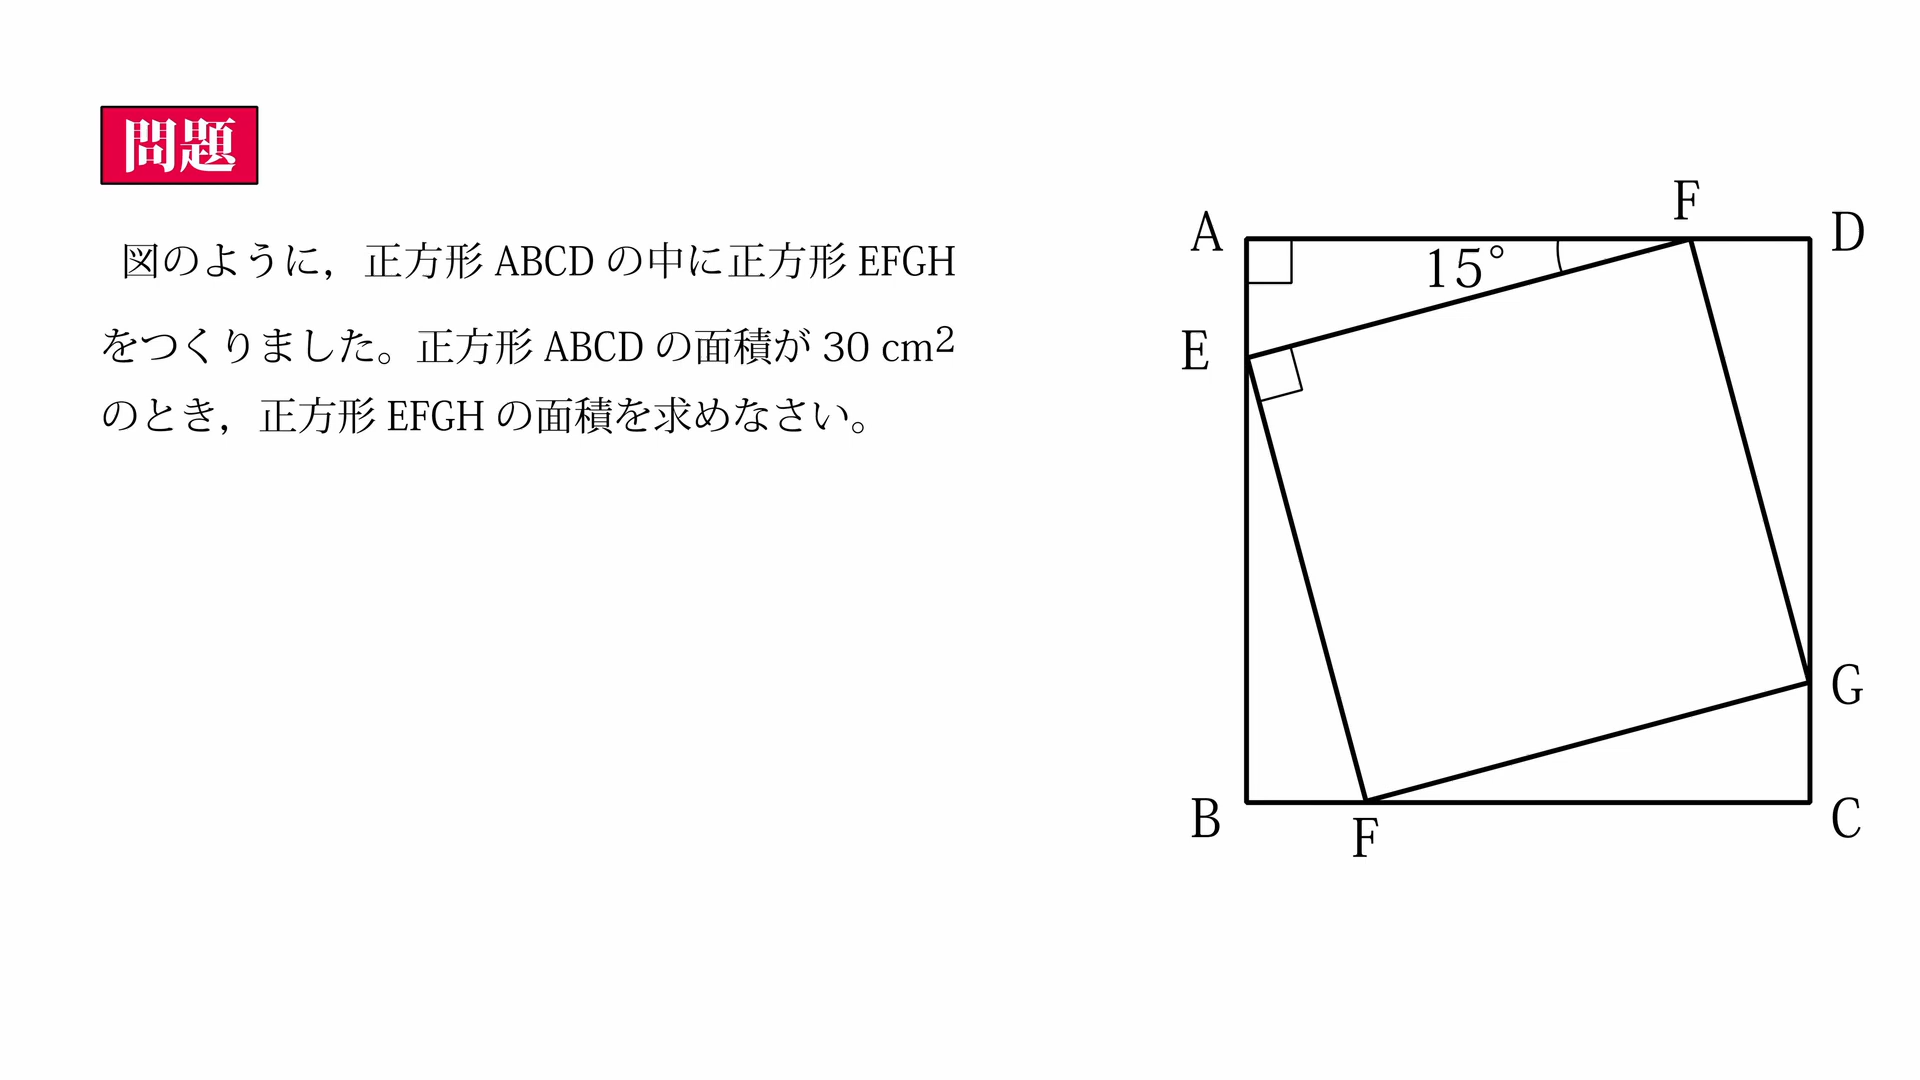 問題
図のように，正方形 ABCD の中に正方形 EFGH
をつくりました。正方形 ABCD の面積が 30 cm²
のとき，正方形 EFGH の面積を求めなさい。
F
A
D
15°
E
G
B
C
F